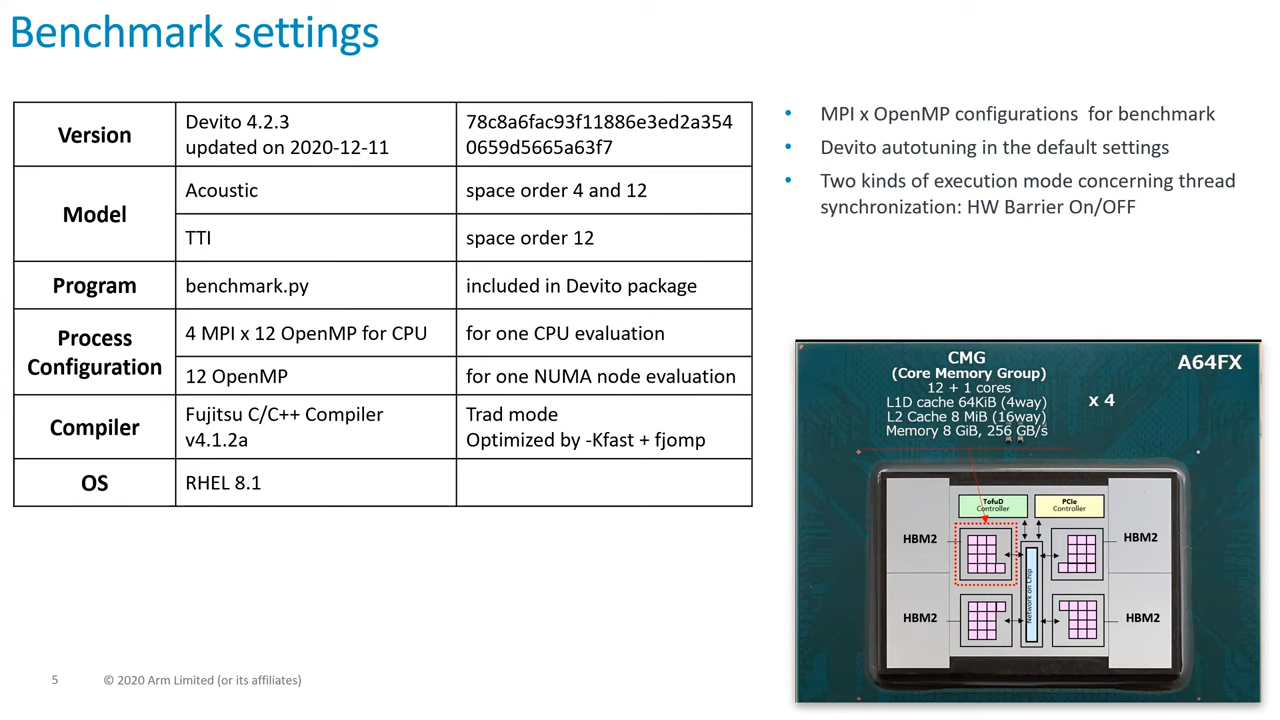 Benchmark settings
Version
Devito 4.2.3
updated on 2020-12-11
78c8a6fac93f11886e3ed2a354
0659d5665a63f7
Model
Acoustic
space order 4 and 12
TTI
space order 12
Program
benchmark.py
included in Devito package
Process
Configuration
4 MPI x 12 OpenMP for CPU
for one CPU evaluation
12 OpenMP
for one NUMA node evaluation
Compiler
Fujitsu C/C++ Compiler
v4.1.2a
Trad mode
Optimized by -Kfast + fjomp
OS
RHEL 8.1
• MPI x OpenMP configurations  for benchmark
• Devito autotuning in the default settings
• Two kinds of execution mode concerning thread
synchronization: HW Barrier On/OFF
CMG
(Core Memory Group)
12 + 1 cores
L1D cache 64KiB (4way)
L2 Cache 8 MiB (16way)
Memory 8 GiB, 256 GB/s
x 4
A64FX
TofuD
Controller
PCIe
Controller
HBM2
HBM2
Network on Chip
HBM2
HBM2
5
© 2020 Arm Limited (or its affiliates)